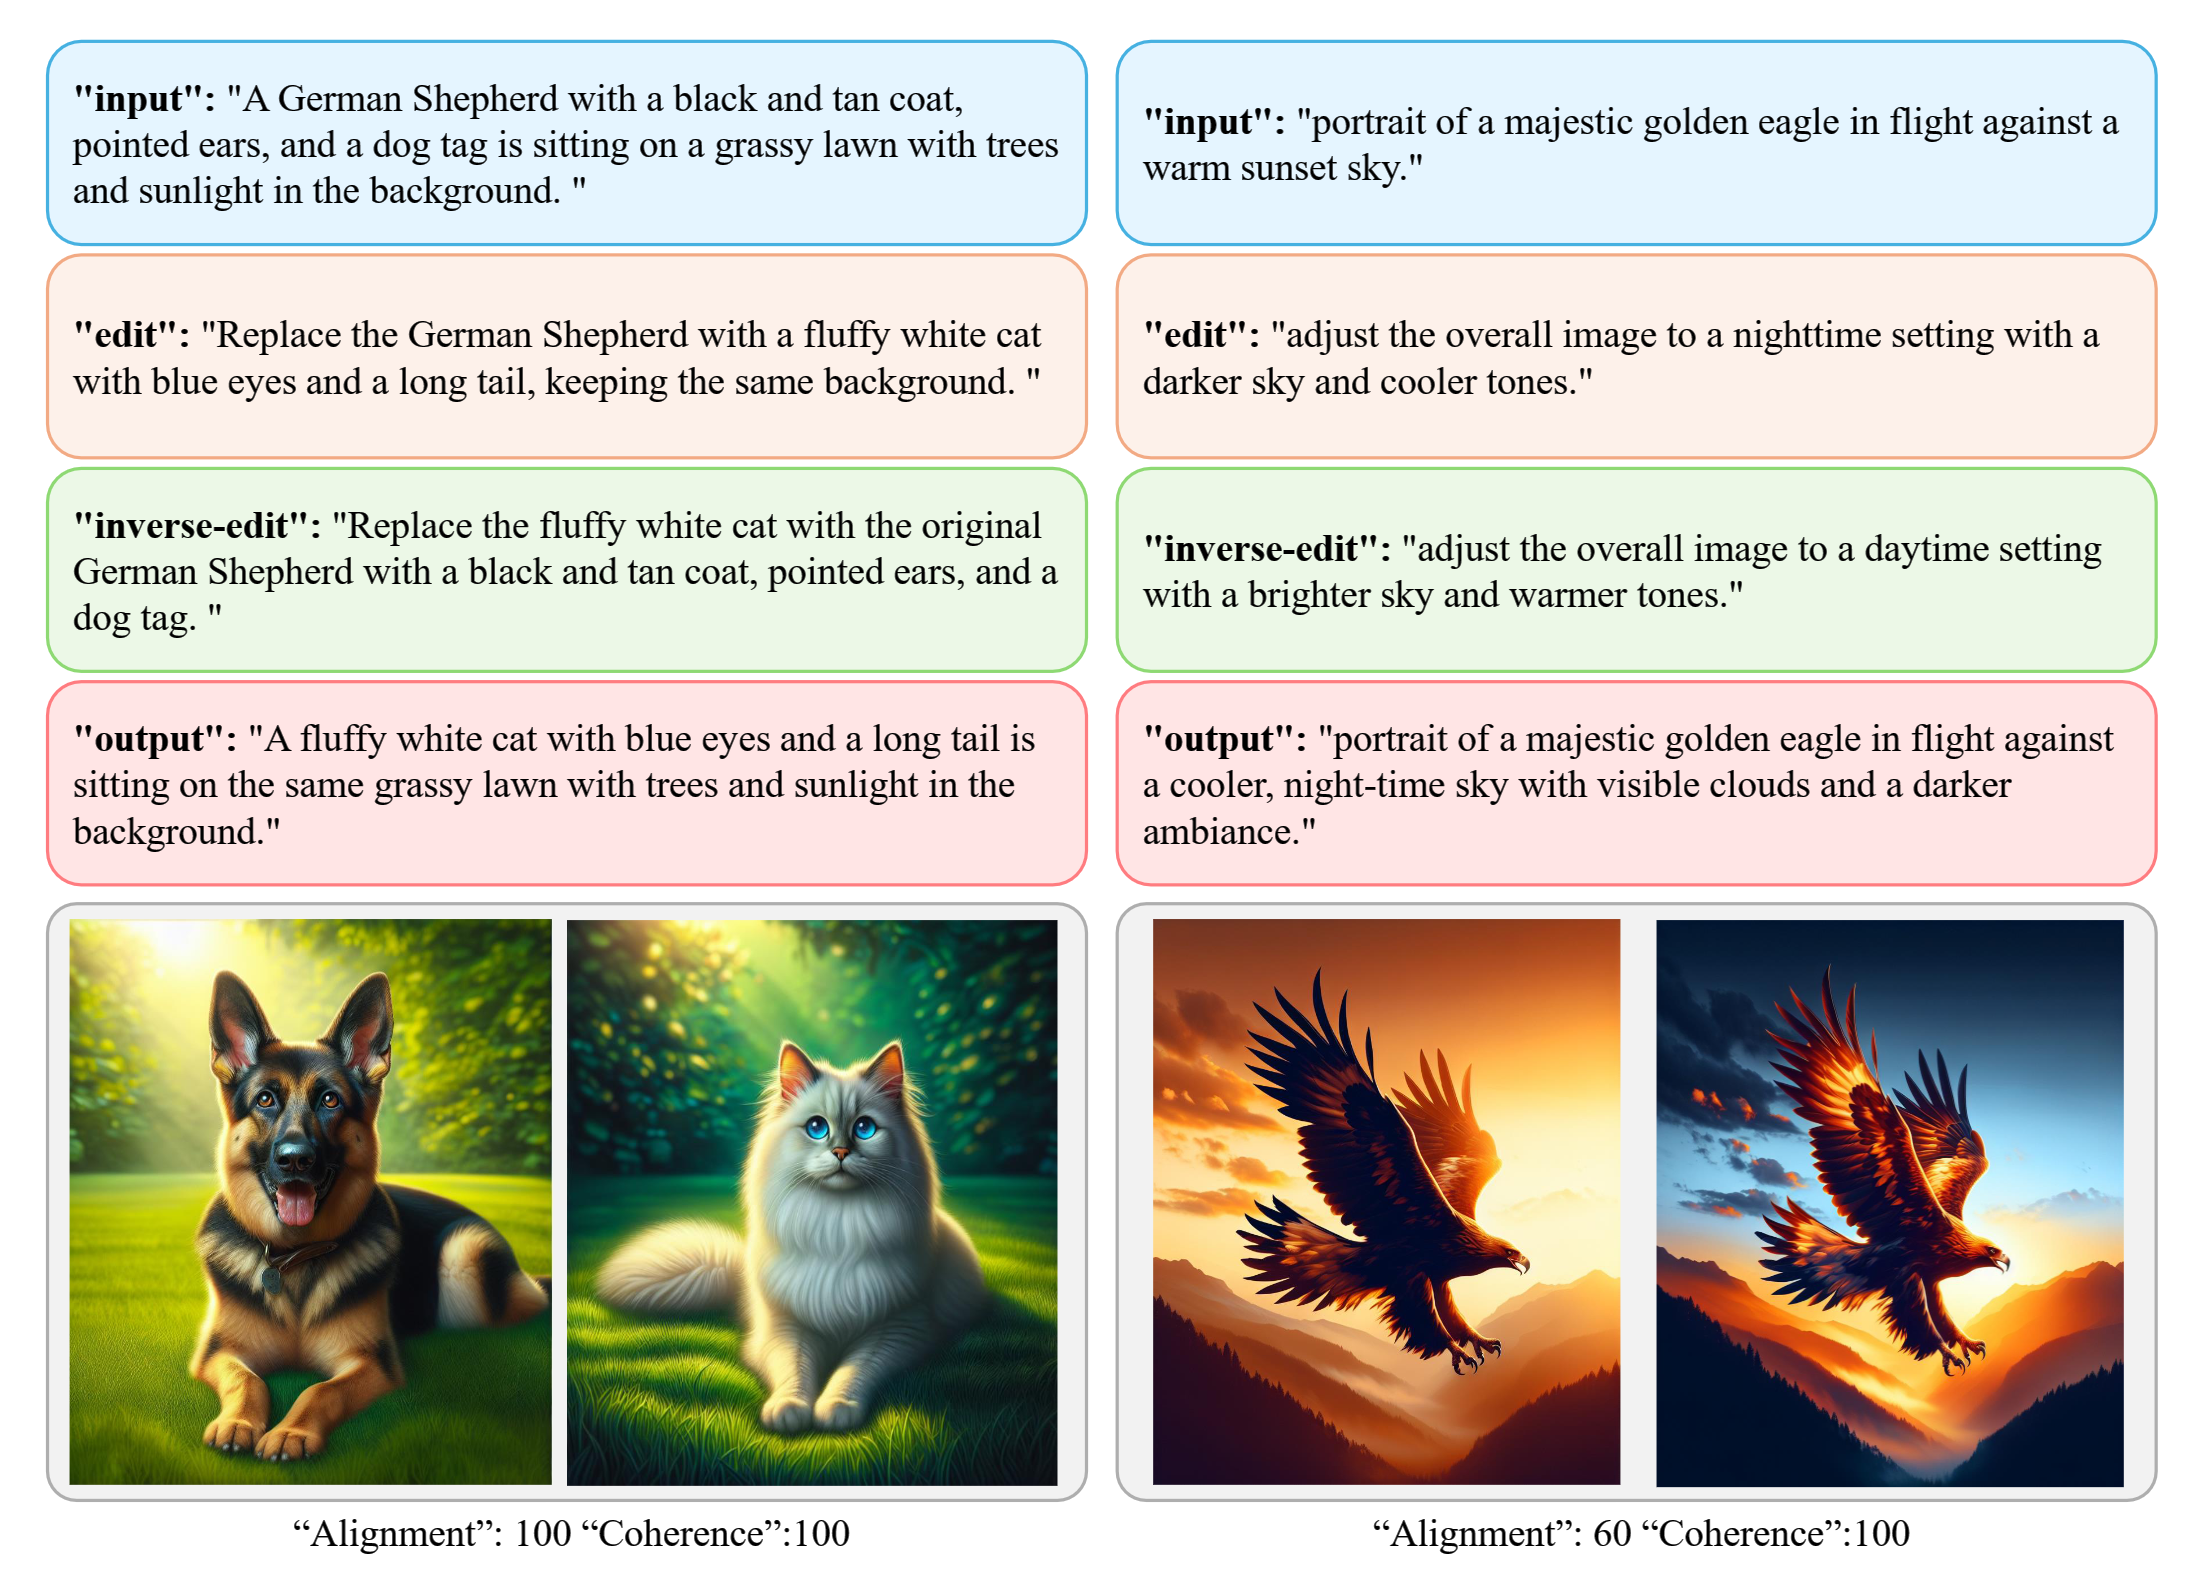 "input": "A German Shepherd with a black and tan coat,
pointed ears, and a dog tag is sitting on a grassy lawn with trees
and sunlight in the background. "
"edit": "Replace the German Shepherd with a fluffy white cat
with blue eyes and a long tail, keeping the same background. "
"inverse-edit": "Replace the fluffy white cat with the original
German Shepherd with a black and tan coat, pointed ears, and a
dog tag. "
"output": "A fluffy white cat with blue eyes and a long tail is
sitting on the same grassy lawn with trees and sunlight in the
background."
“Alignment”: 100 “Coherence”:100
"input": "portrait of a majestic golden eagle in flight against a
warm sunset sky."
"edit": "adjust the overall image to a nighttime setting with a
darker sky and cooler tones."
"inverse-edit": "adjust the overall image to a daytime setting
with a brighter sky and warmer tones."
"output": "portrait of a majestic golden eagle in flight against
a cooler, night-time sky with visible clouds and a darker
ambiance."
“Alignment”: 60 “Coherence”:100